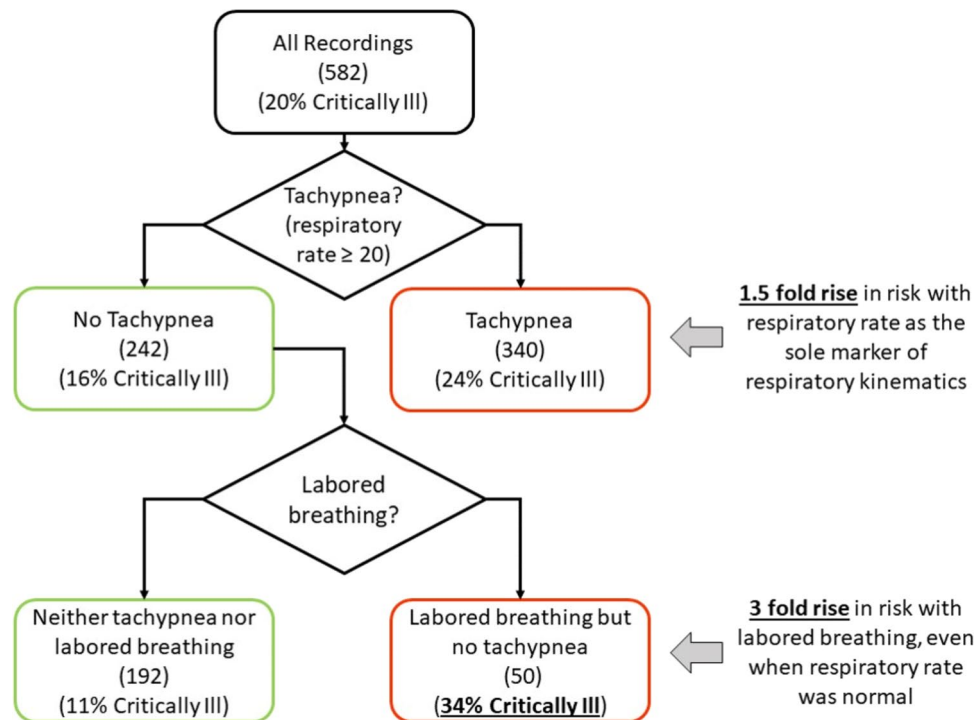 All Recordings
(582)
(20% Critically Ill)
Tachypnea?
(respiratory
rate ≥ 20)
No Tachypnea
(242)
(16% Critically Ill)
Tachypnea
(340)
(24% Critically Ill)
1.5 fold rise in risk with
respiratory rate as the
sole marker of
respiratory kinematics
Labored
breathing?
Neither tachypnea nor
labored breathing
(192)
(11% Critically Ill)
Labored breathing but
no tachypnea
(50)
(34% Critically Ill)
3 fold rise in risk with
labored breathing, even
when respiratory rate
was normal